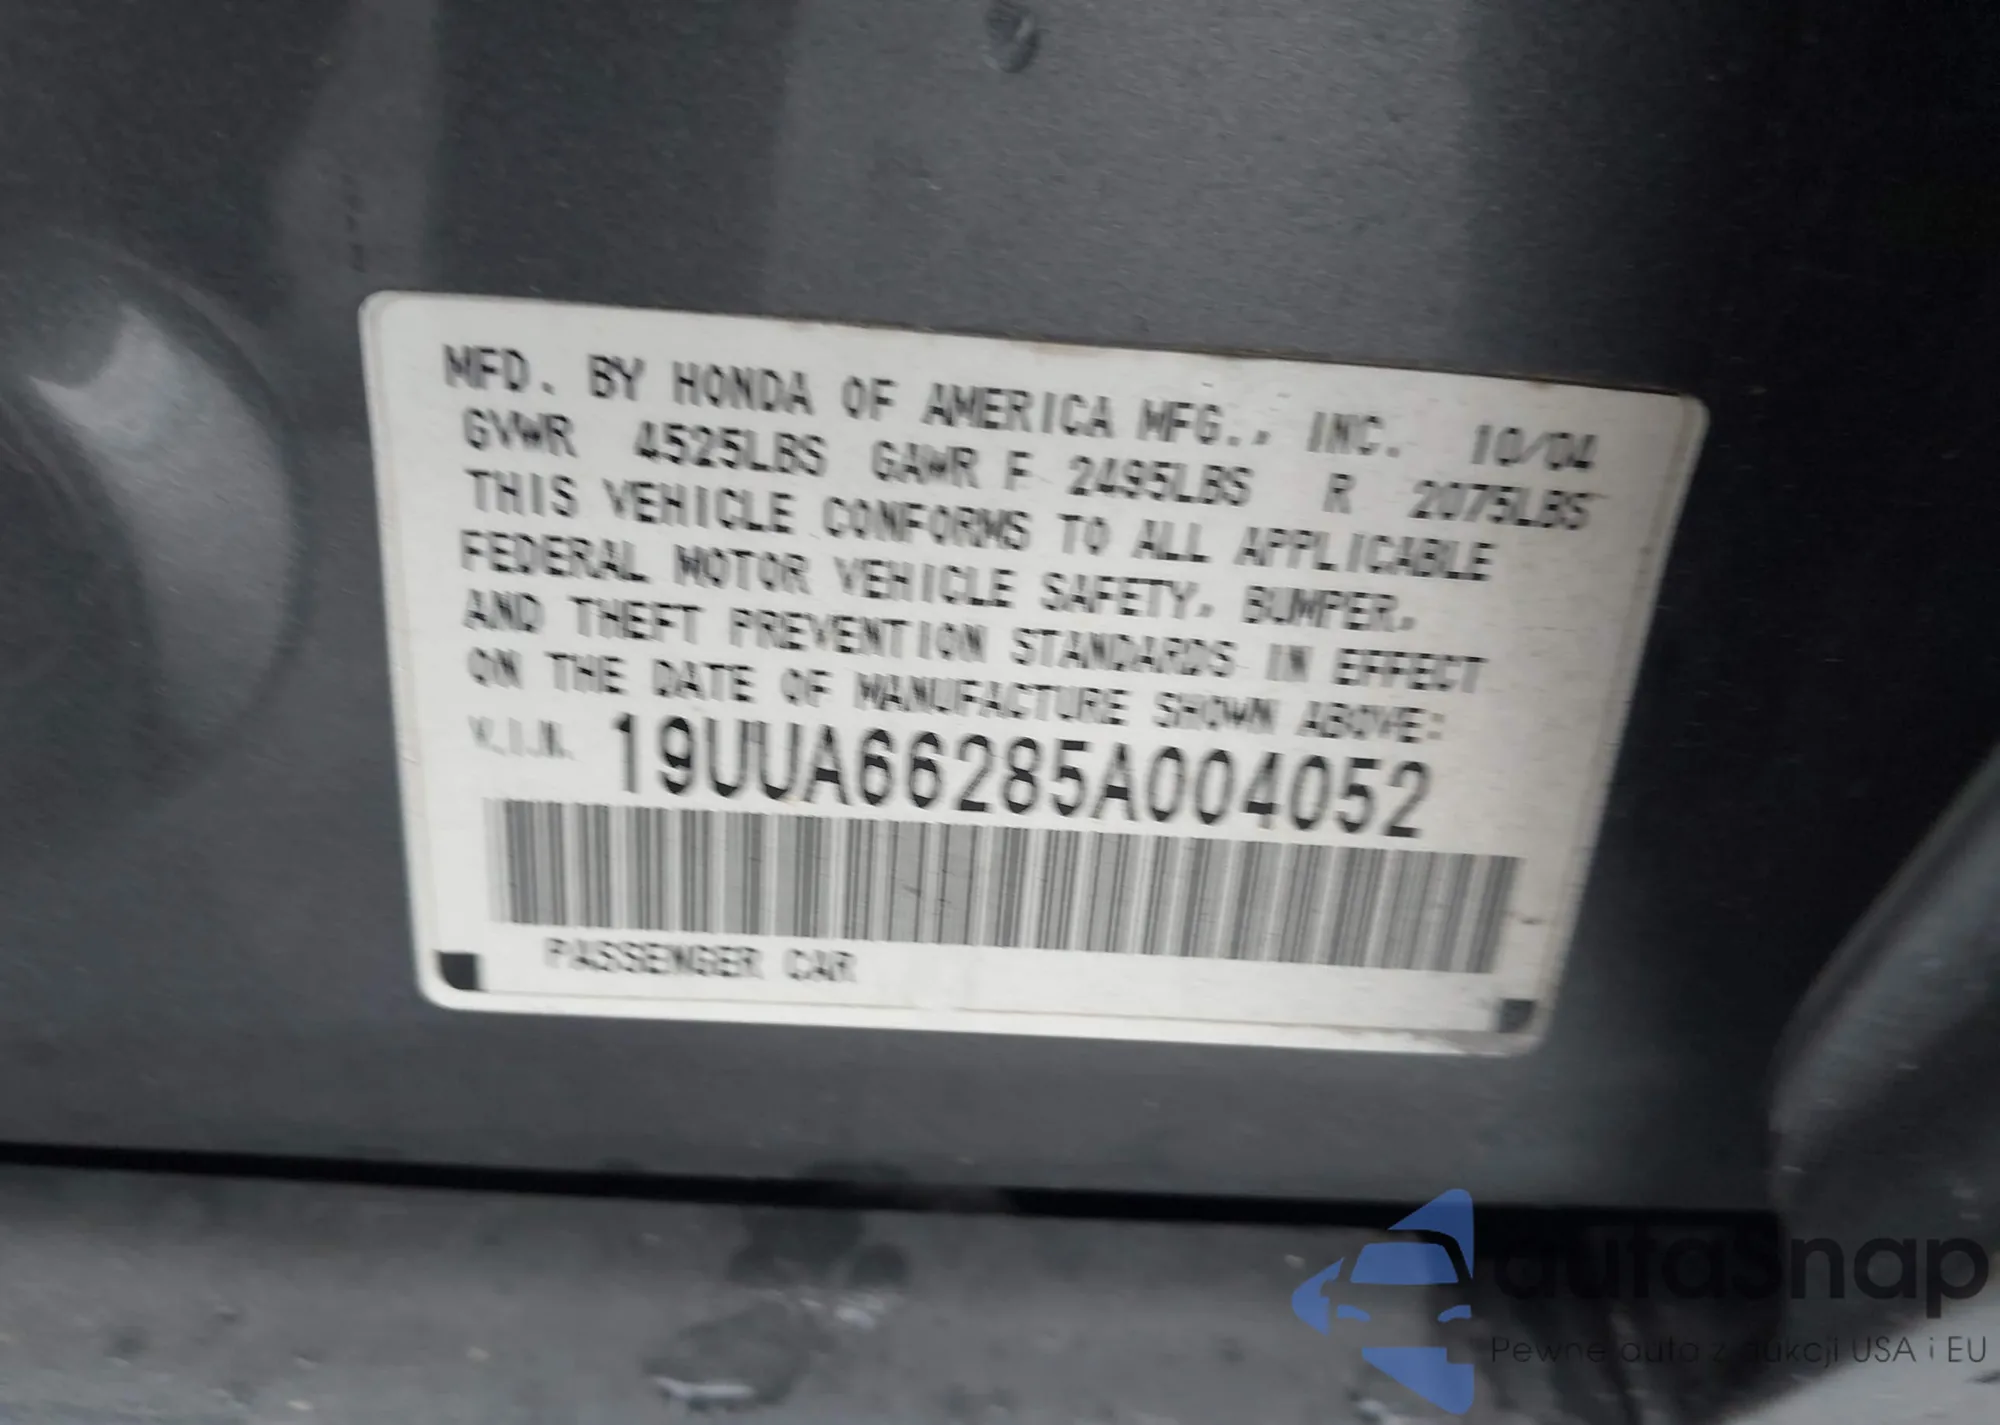 MFD. BY HONDA OF AMERICA MFG., INC. 10/04
GVWR 4525LBS GAWR F 2495LBS R 2075LBS
THIS VEHICLE CONFORMS TO ALL APPLICABLE
FEDERAL MOTOR VEHICLE SAFETY, BUMPER,
AND THEFT PREVENTION STANDARDS IN EFFECT
ON THE DATE OF MANUFACTURE SHOWN ABOVE:
V.I.N. 19UUA66285A004052
PASSENGER CAR
autaSnap
Pewne auta z aukcji USA i EU